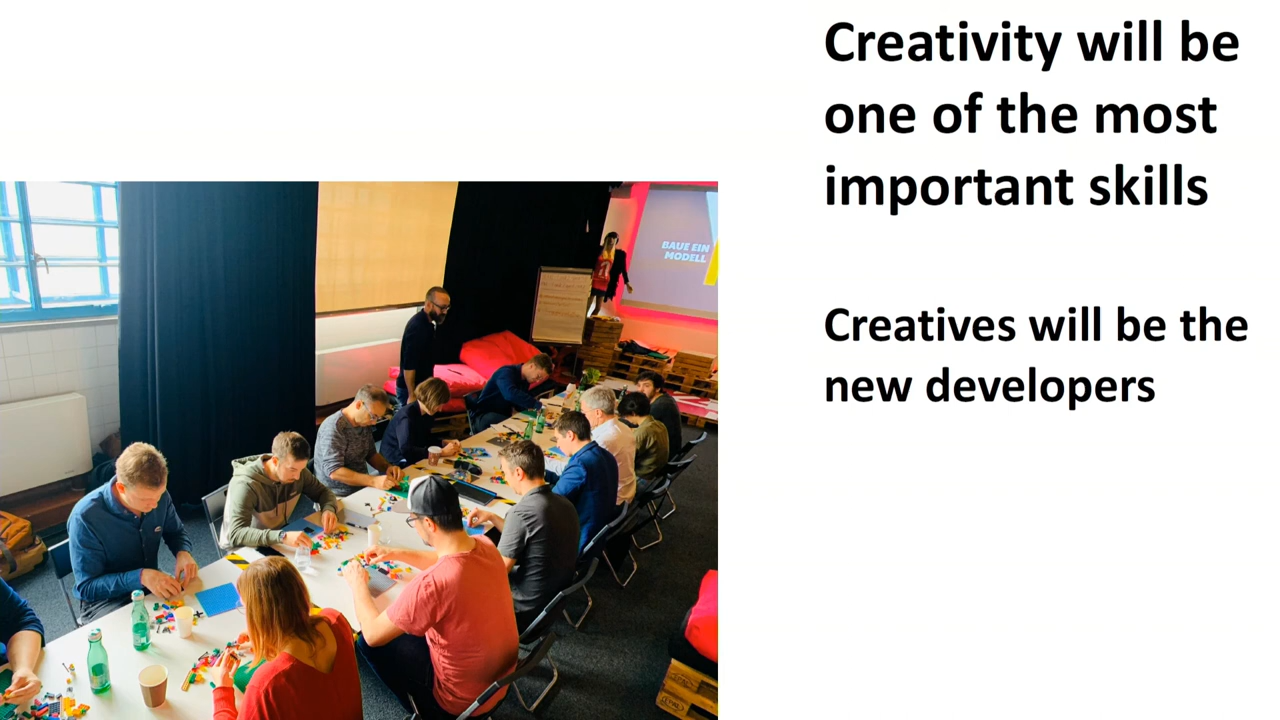 Creativity will be
one of the most
important skills
Creatives will be the
new developers
BAUE EIN
MODELL